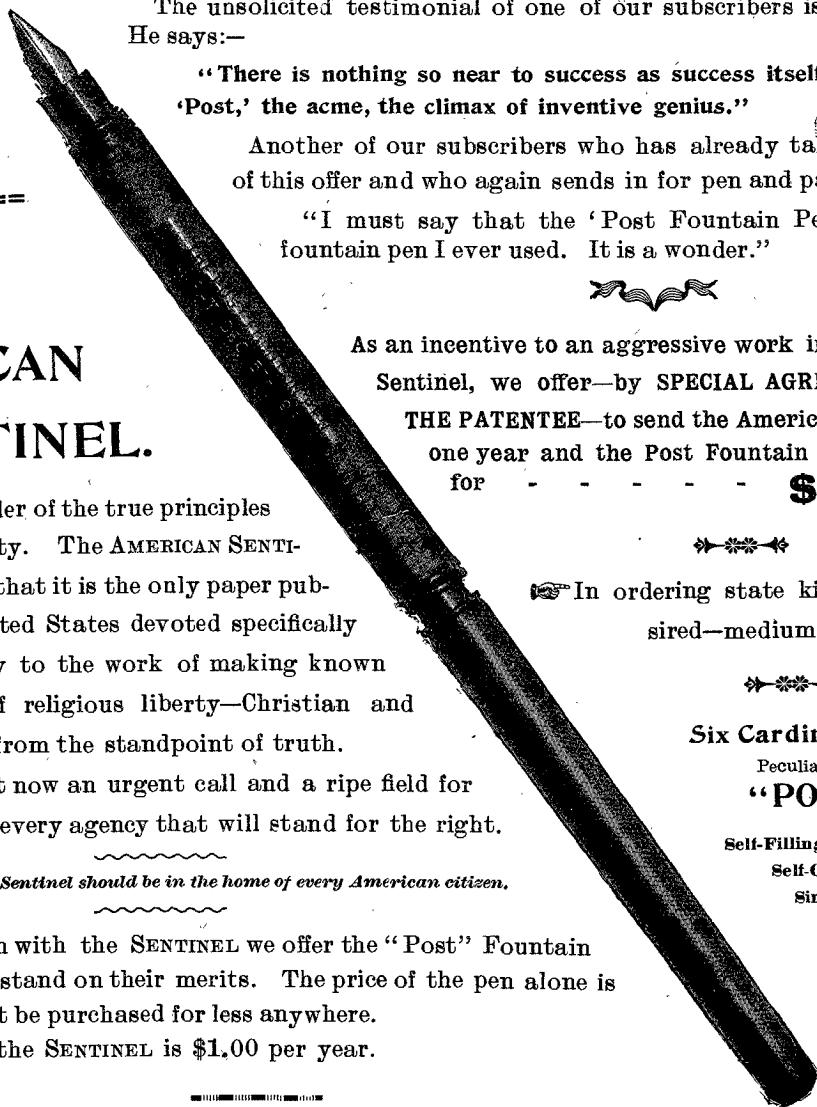 The unsolicited testimonial of one of our subscribers is
He says:—
“There is nothing so near to success as success itself
‘Post,’ the acme, the climax of inventive genius.”
Another of our subscribers who has already ta
of this offer and who again sends in for pen and pa
“I must say that the ‘Post Fountain Pe
fountain pen I ever used. It is a wonder.”
As an incentive to an aggressive work i
Sentinel, we offer—by SPECIAL AGR
THE PATENTEE—to send the Americ
one year and the Post Fountain
for - - - - - $
☞In ordering state ki
sired—medium
Six Cardin
Peculia
“PO
Self-Filling
Self-C
Sim
CAN
TINEL.
der of the true principles
ty. The AMERICAN SENTI-
that it is the only paper pub-
ted States devoted specifically
y to the work of making known
f religious liberty—Christian and
from the standpoint of truth.
t now an urgent call and a ripe field for
every agency that will stand for the right.
Sentinel should be in the home of every American citizen.
n with the SENTINEL we offer the “Post” Fountain
stand on their merits. The price of the pen alone is
t be purchased for less anywhere.
the SENTINEL is $1.00 per year.